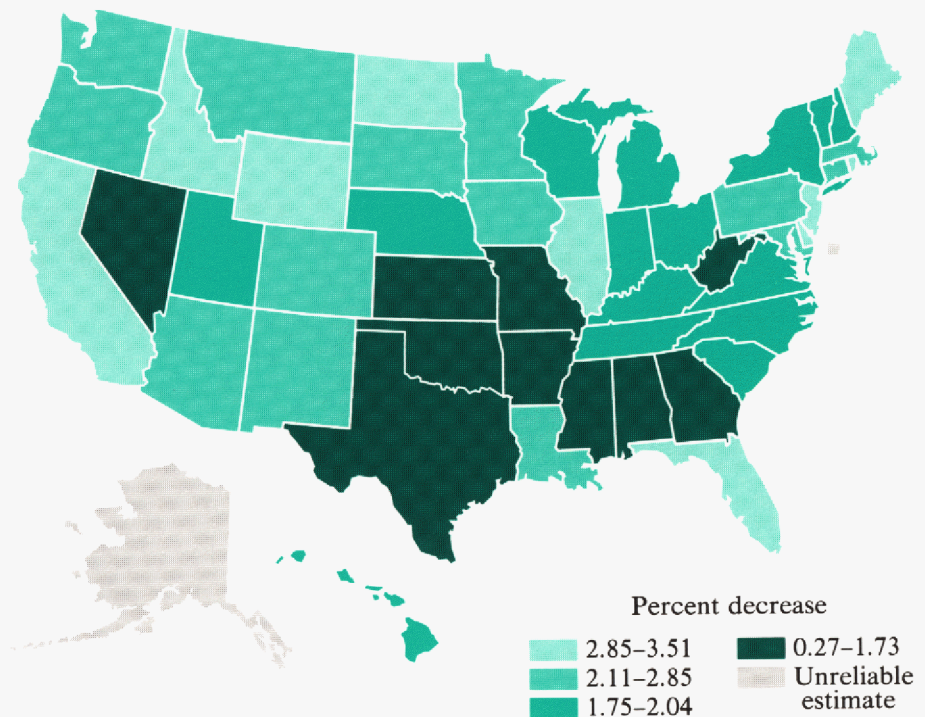 Percent decrease
2.85–3.51
2.11–2.85
1.75–2.04
0.27–1.73
Unreliable
estimate